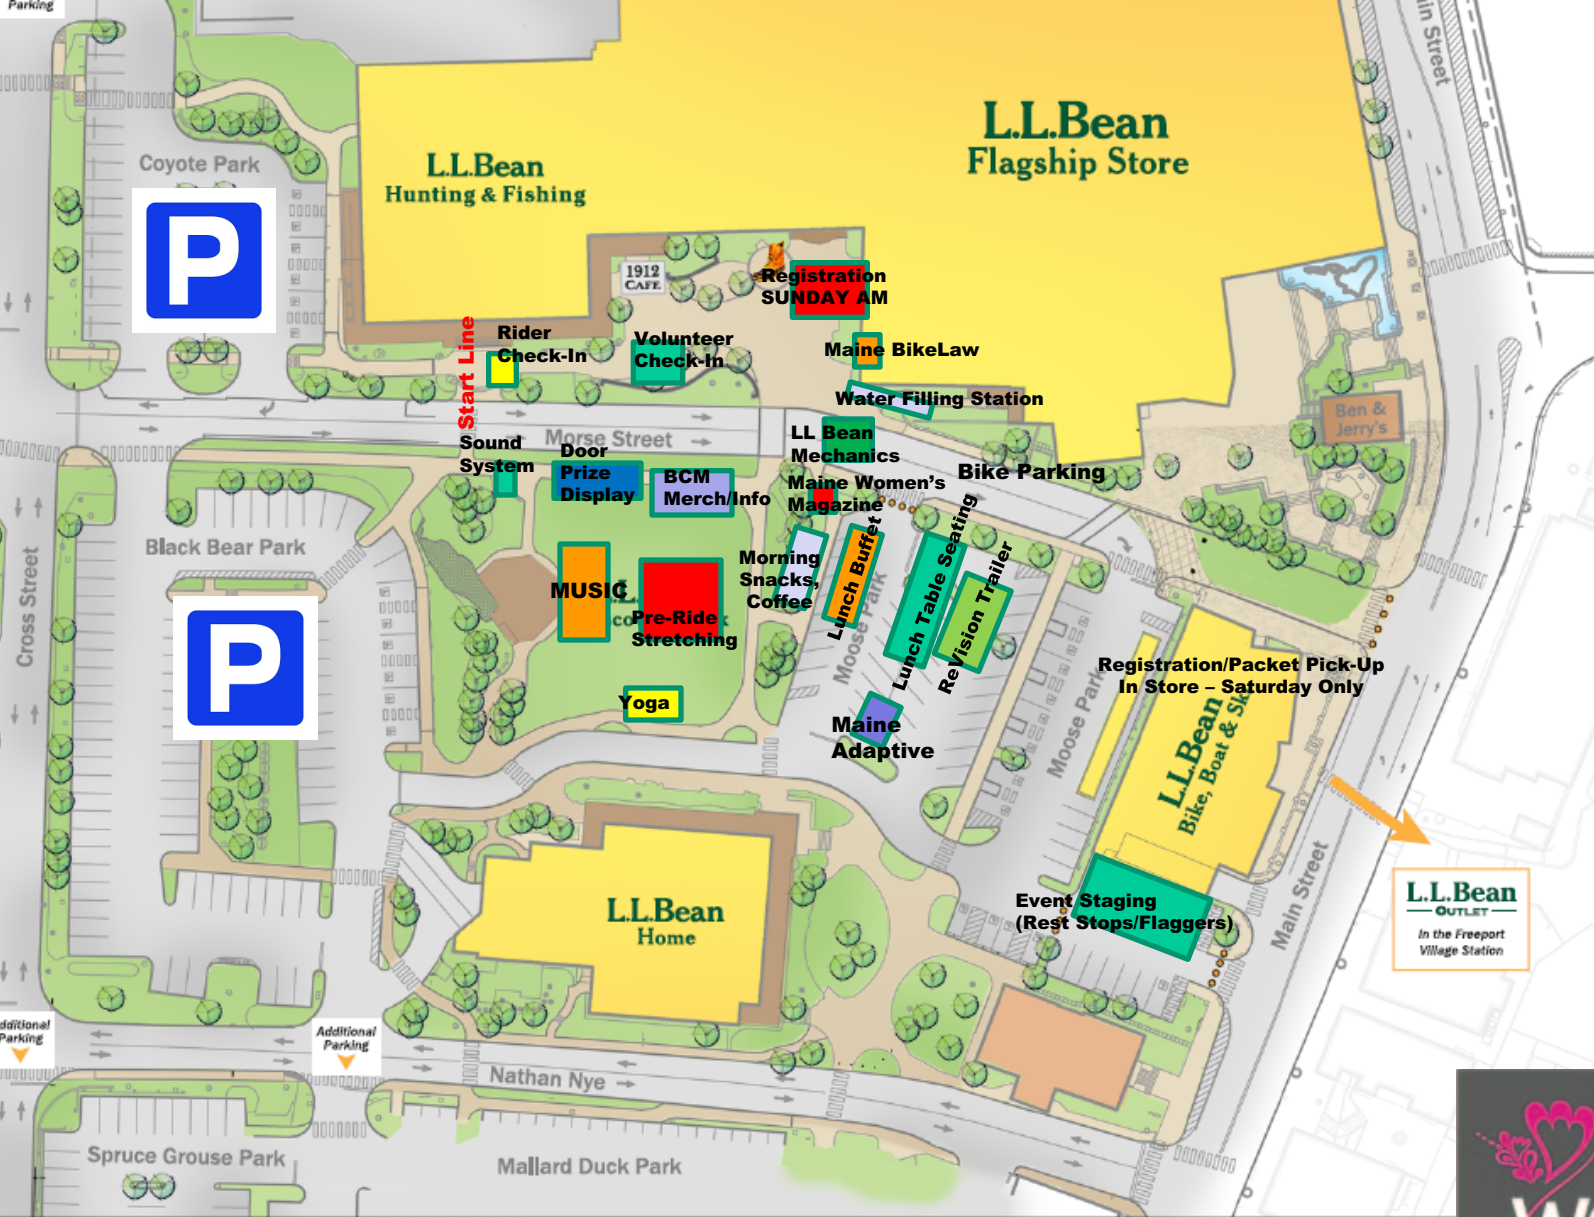 Parking
Main Street
L.L.Bean
Flagship Store
L.L.Bean
Hunting & Fishing
Coyote Park
P
1912
CAFE
Registration
SUNDAY AM
Start Line
Rider
Check-In
Volunteer
Check-In
Maine BikeLaw
Water Filling Station
Ben &
Jerry's
Morse Street
Sound
System
Door
Prize
Display
BCM
Merch/Info
LL Bean
Mechanics
Bike Parking
Maine Women's
Magazine
Black Bear Park
Cross Street
P
MUSIC
Pre-Ride
Stretching
Morning
Snacks,
Coffee
Lunch Buffet
Moose Park
Lunch Table Seating
ReVision Trailer
Yoga
Maine
Adaptive
Moose Park
Registration/Packet Pick-Up
In Store – Saturday Only
L.L.Bean
Bike, Boat &
Event Staging
(Rest Stops/Flaggers)
Main Street
L.L.Bean
OUTLET
In the Freeport
Village Station
L.L.Bean
Home
Additional
Parking
Parking
Nathan Nye
Spruce Grouse Park
Mallard Duck Park